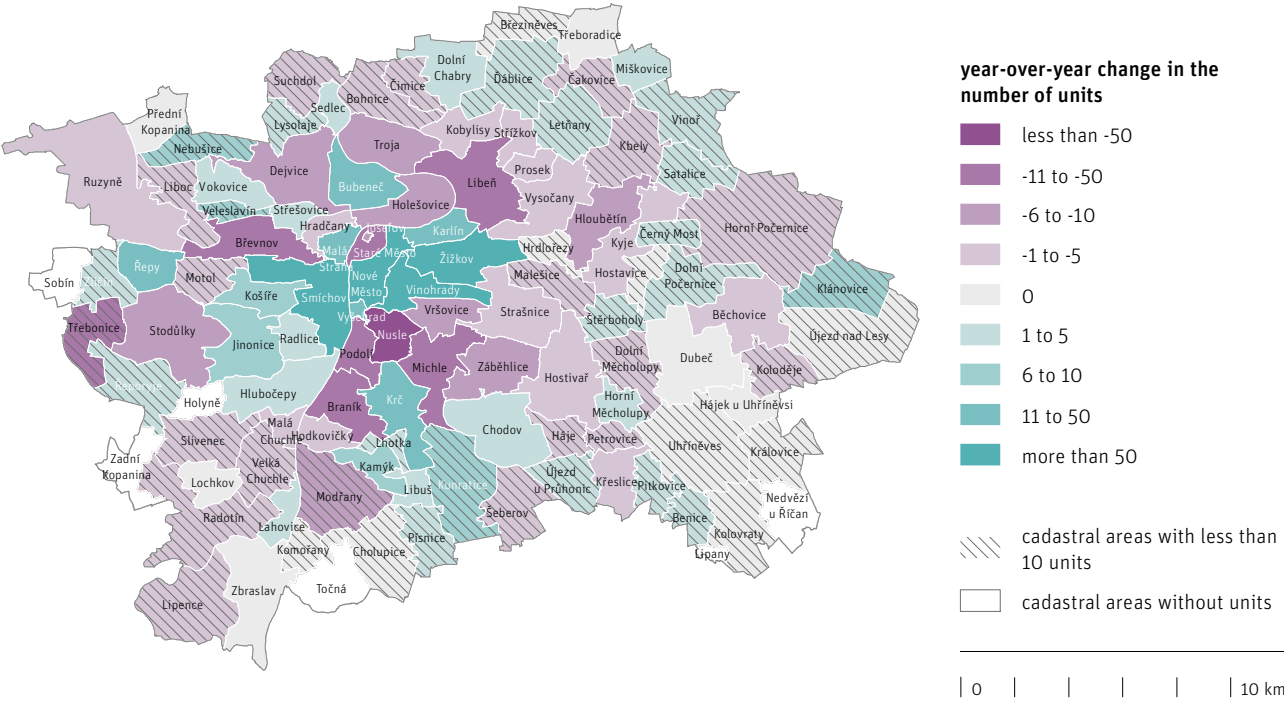 Březiněves
Třeboradice
Dolní
Chabry
Ďáblice
Miškovice
Čakovice
Suchdol
Čimice
Bohnice
Sedlec
Přední
Kopanina
Lysolaje
Vinoř
Letňany
Kobylisy
Střížkov
Nebušice
Troja
Kbely
Prosek
Dejvice
Satalice
Ruzyně
Liboc
Vokovice
Bubeneč
Libeň
Vysočany
Holešovice
Veleslavín
Střešovice
Hloubětín
Hradčany
Josefov
Karlín
Horní Počernice
Černý Most
Břevnov
Malá
Strana
Staré Město
Hrdlořezy
Kyje
Žižkov
Řepy
Zličín
Motol
Nové
Město
Malešice
Hostavice
Dolní
Počernice
Sobín
Košíře
Smíchov
Vinohrady
Klánovice
Vršovice
Strašnice
Běchovice
Vyšehrad
Štěrboholy
Třebonice
Stodůlky
Nusle
Radlice
Jinonice
Újezd nad Lesy
Podolí
Dolní
Měcholupy
Dubeč
Michle
Záběhlice
Koloděje
Hostivař
Řeporyje
Hlubočepy
Krč
Horní
Měcholupy
Holyně
Braník
Hájek u Uhříněvsi
Malá
Chuchle
Hodkovičky
Chodov
Slivenec
Lhotka
Háje
Petrovice
Uhříněves
Královice
Zadní
Kopanina
Velká
Chuchle
Kamýk
Újezd
u Průhonic
Lochkov
Libuš
Kunratice
Křeslice
Pitkovice
Modřany
Nedvězí
u Říčan
Radotín
Šeberov
Benice
Lahovice
Písnice
Kolovraty
Komořany
Cholupice
Lipany
Točná
Zbraslav
Lipence
year-over-year change in the
number of units
less than -50
-11 to -50
-6 to -10
-1 to -5
0
1 to 5
6 to 10
11 to 50
more than 50
cadastral areas with less than
10 units
cadastral areas without units
0
10 km